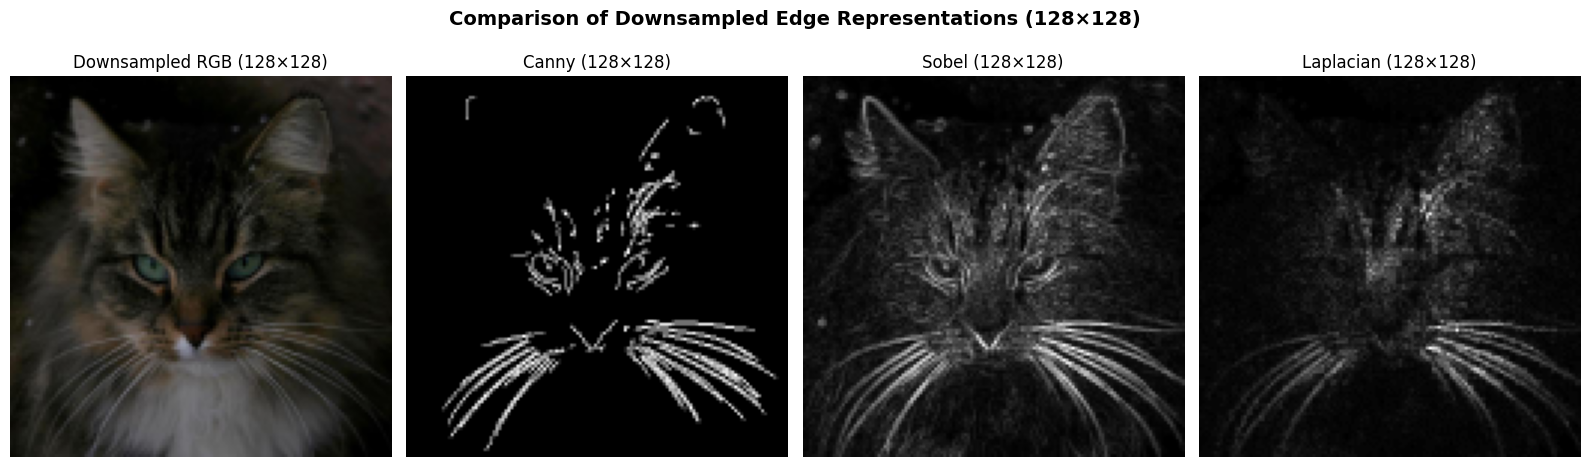 Comparison of Downsampled Edge Representations (128×128)
Downsampled RGB (128×128)
Canny (128×128)
Sobel (128×128)
Laplacian (128×128)